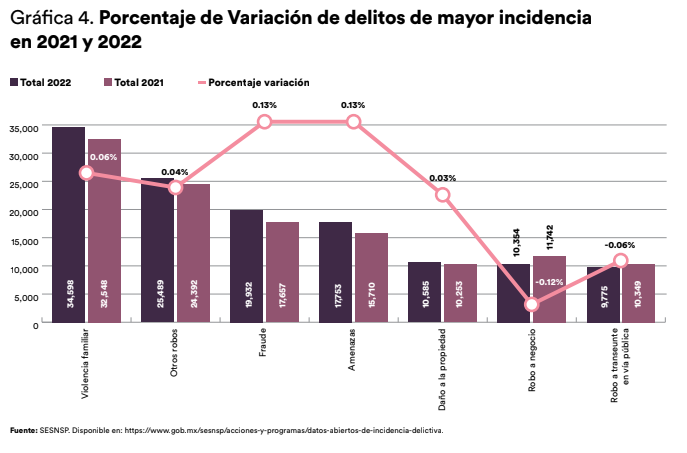 Gráfica 4. Porcentaje de Variación de delitos de mayor incidencia
en 2021 y 2022
Total 2022 Total 2021 Porcentaje variación
0.13% 0.13%
35,000
30,000
25,000
20,000
15,000
10,000
5,000
0
0.06%
0.04%
0.03%
-0.12%
-0.06%
34,598 32,548
25,489 24,392
19,932 17,657
17,753 15,710
10,585 10,253
10,354 11,742
9,775 10,349
Violencia familiar
Otros robos
Fraude
Amenazas
Daño a la propiedad
Robo a negocio
Robo a transeunte
en vía pública
Fuente: SESNSP. Disponible en: https://www.gob.mx/sesnsp/acciones-y-programas/datos-abiertos-de-incidencia-delictiva.